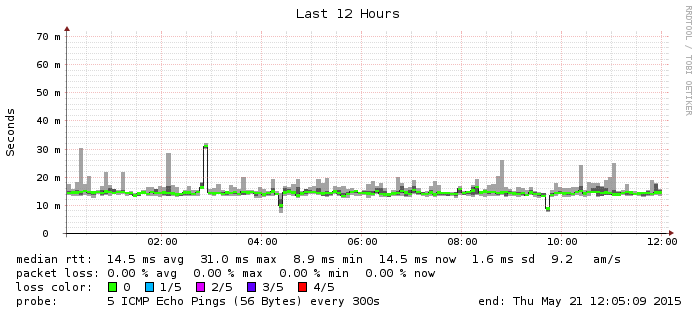 Last 12 Hours
RRDTOOL / TOBI OETIKER
Seconds
70 m
60 m
50 m
40 m
30 m
20 m
10 m
0
02:00 04:00 06:00 08:00 10:00 12:00
median rtt: 14.5 ms avg 31.0 ms max 8.9 ms min 14.5 ms now 1.6 ms sd 9.2 am/s
packet loss: 0.00 % avg 0.00 % max 0.00 % min 0.00 % now
loss color: 0 1/5 2/5 3/5 4/5
probe: 5 ICMP Echo Pings (56 Bytes) every 300s end: Thu May 21 12:05:09 2015